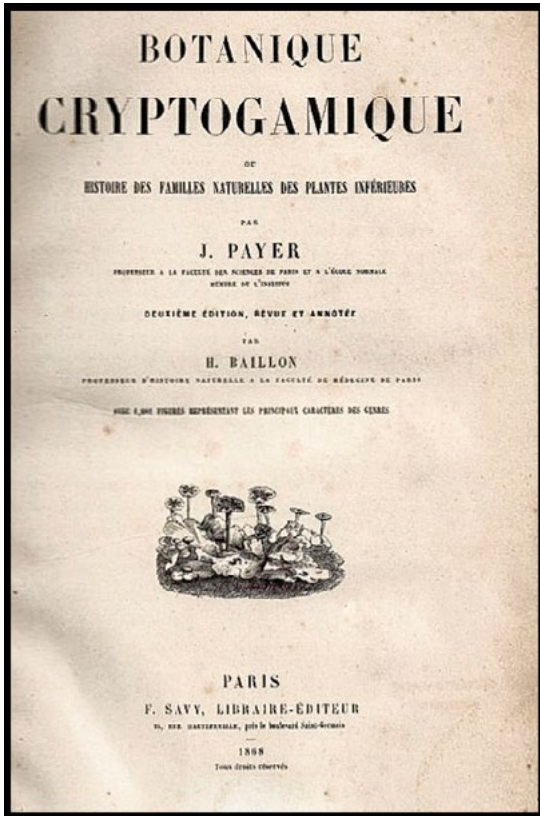 BOTANIQUE
CRYPTOGAMIQUE
OU
HISTOIRE DES FAMILLES NATURELLES DES PLANTES INFÉRIEURES
PAR
J. PAYER
PROFESSEUR A LA FACULTÉ DES SCIENCES DE PARIS ET A L'ÉCOLE NORMALE
MEMBRE DE L'INSTITUT
DEUXIÈME ÉDITION, REVUE ET ANNOTÉE
PAR
H. BAILLON
PROFESSEUR D'HISTOIRE NATURELLE A LA FACULTÉ DE MÉDECINE DE PARIS
FIGURES REPRÉSENTANT LES PRINCIPAUX CARACTÈRES DES GENRES
PARIS
F. SAVY, LIBRAIRE-ÉDITEUR
RUE HAUTEFEUILLE, près le boulevard Saint-Germain
1868
Tous droits réservés